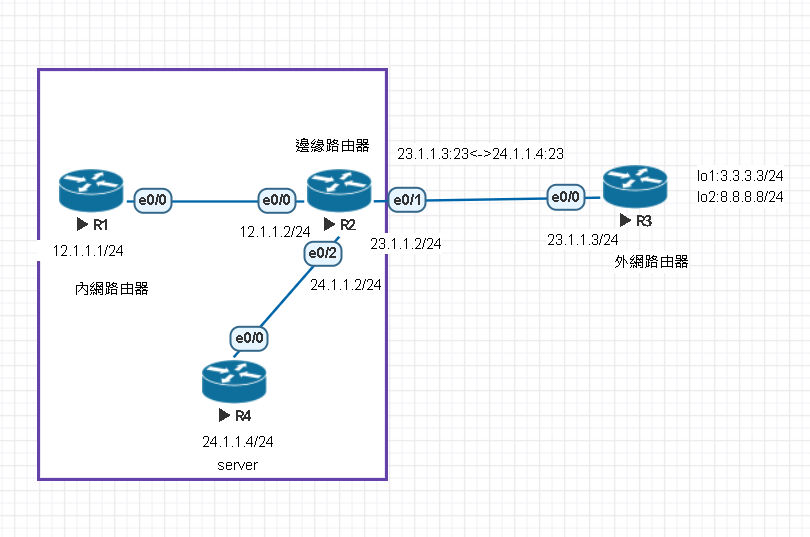 邊缘路由器
23.1.1.3:23<->24.1.1.4:23
lo1:3.3.3.3/24
lo2:8.8.8.8/24
e0/0
e0/0
e0/1
e0/0
R1
R2
R3
12.1.1.1/24
12.1.1.2/24
23.1.1.2/24
23.1.1.3/24
e0/2
外網路由器
內網路由器
24.1.1.2/24
e0/0
R4
24.1.1.4/24
server